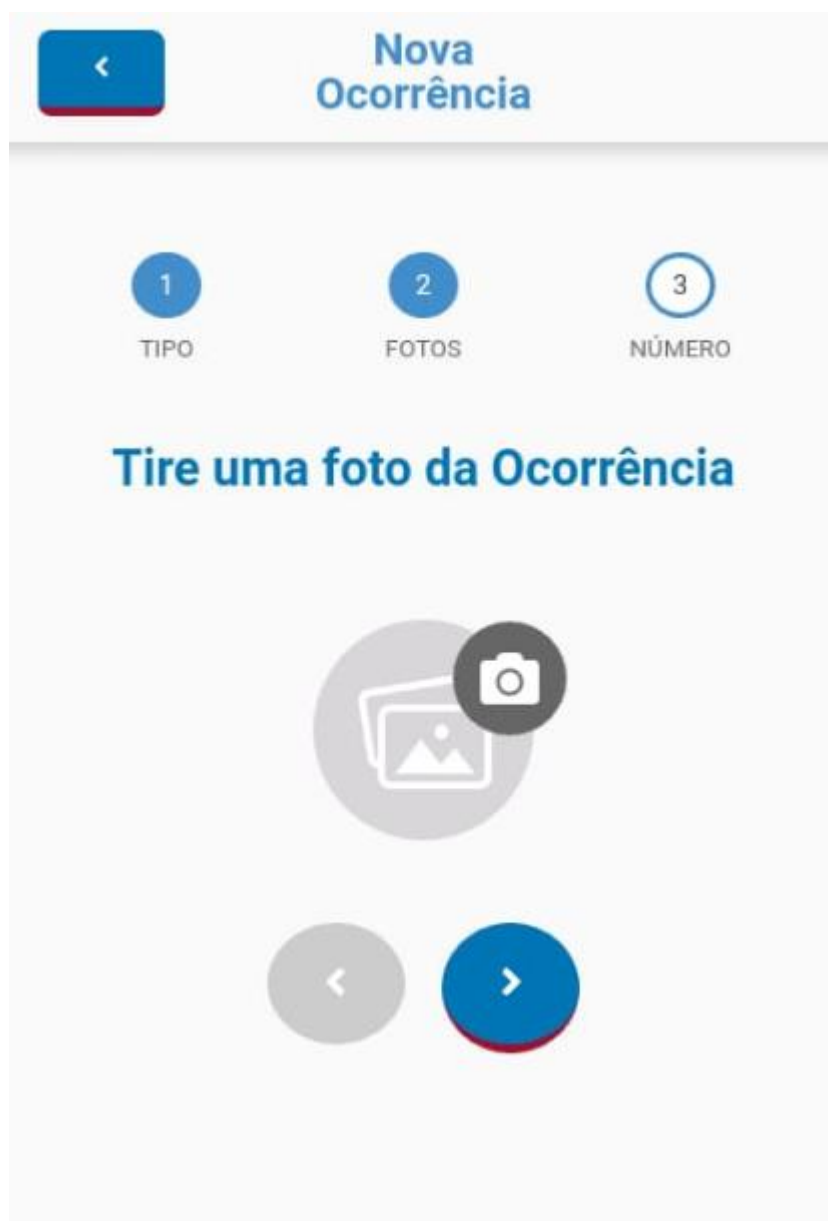 Nova
Ocorrência
1
2
3
TIPO
FOTOS
NÚMERO
Tire uma foto da Ocorrência